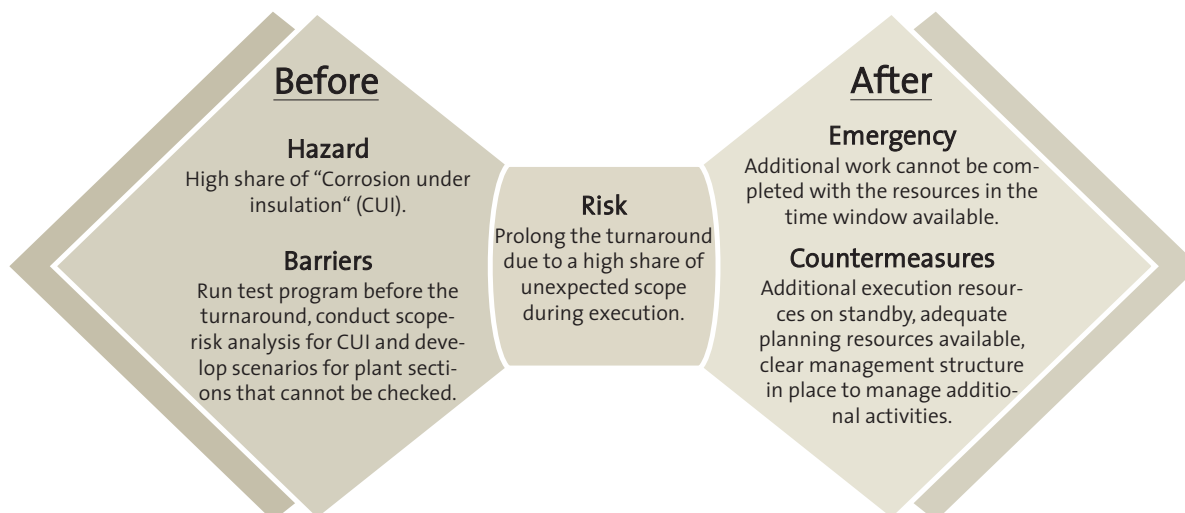 Before
Hazard
High share of “Corrosion under
insulation“ (CUI).
Barriers
Run test program before the
turnaround, conduct scope-
risk analysis for CUI and deve-
lop scenarios for plant secti-
ons that cannot be checked.
Risk
Prolong the turnaround
due to a high share of
unexpected scope
during execution.
After
Emergency
Additional work cannot be com-
pleted with the resources in the
time window available.
Countermeasures
Additional execution resour-
ces on standby, adequate
planning resources available,
clear management structure
in place to manage additio-
nal activities.